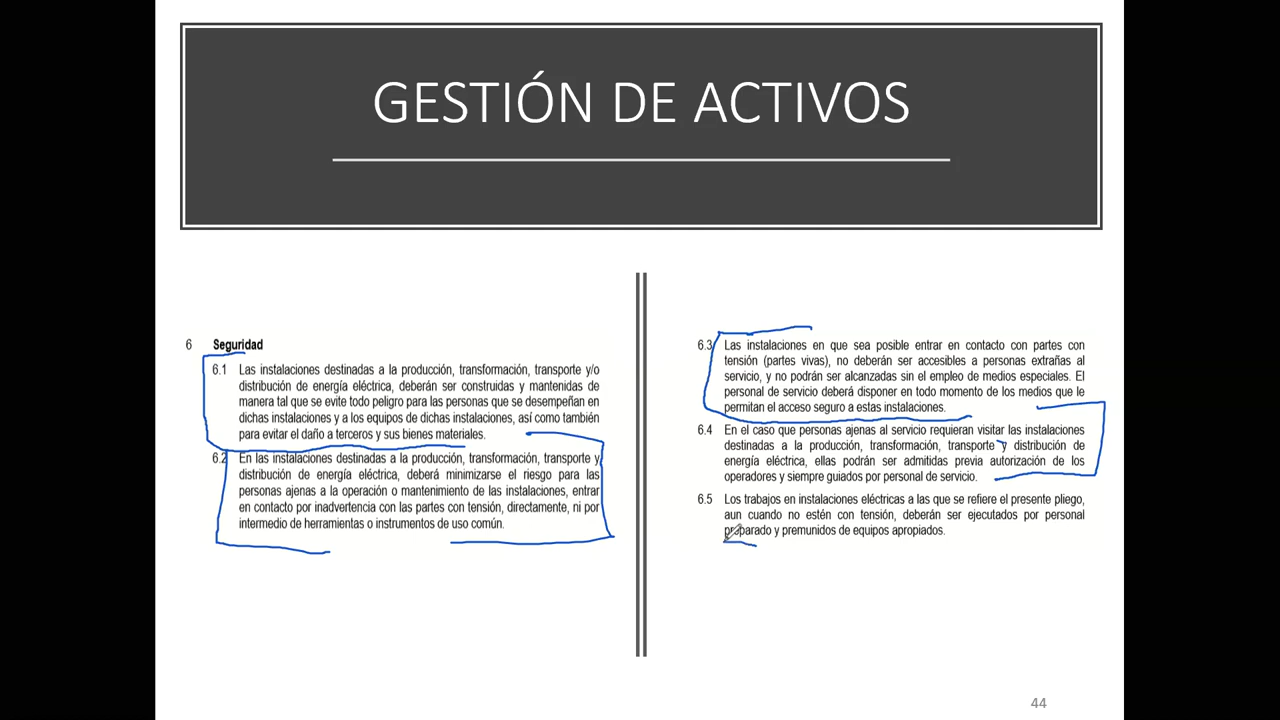 GESTIÓN DE ACTIVOS
6 Seguridad
6.1 Las instalaciones destinadas a la producción, transformación, transporte y/o
distribución de energía eléctrica, deberán ser construidas y mantenidas de
manera tal que se evite todo peligro para las personas que se desempeñan en
dichas instalaciones y a los equipos de dichas instalaciones, así como también
para evitar el daño a terceros y sus bienes materiales.
6.2 En las instalaciones destinadas a la producción, transformación, transporte y
distribución de energía eléctrica, deberá minimizarse el riesgo para las
personas ajenas a la operación o mantenimiento de las instalaciones, entrar
en contacto por inadvertencia con las partes con tensión, directamente, ni por
intermedio de herramientas o instrumentos de uso común.
6.3 Las instalaciones en que sea posible entrar en contacto con partes con
tensión (partes vivas), no deberán ser accesibles a personas extrañas al
servicio, y no podrán ser alcanzadas sin el empleo de medios especiales. El
personal de servicio deberá disponer en todo momento de los medios que le
permitan el acceso seguro a estas instalaciones.
6.4 En el caso que personas ajenas al servicio requieran visitar las instalaciones
destinadas a la producción, transformación, transporte y distribución de
energía eléctrica, ellas podrán ser admitidas previa autorización de los
operadores y siempre guiados por personal de servicio.
6.5 Los trabajos en instalaciones eléctricas a las que se refiere el presente pliego,
aun cuando no estén con tensión, deberán ser ejecutados por personal
preparado y premunidos de equipos apropiados.
44